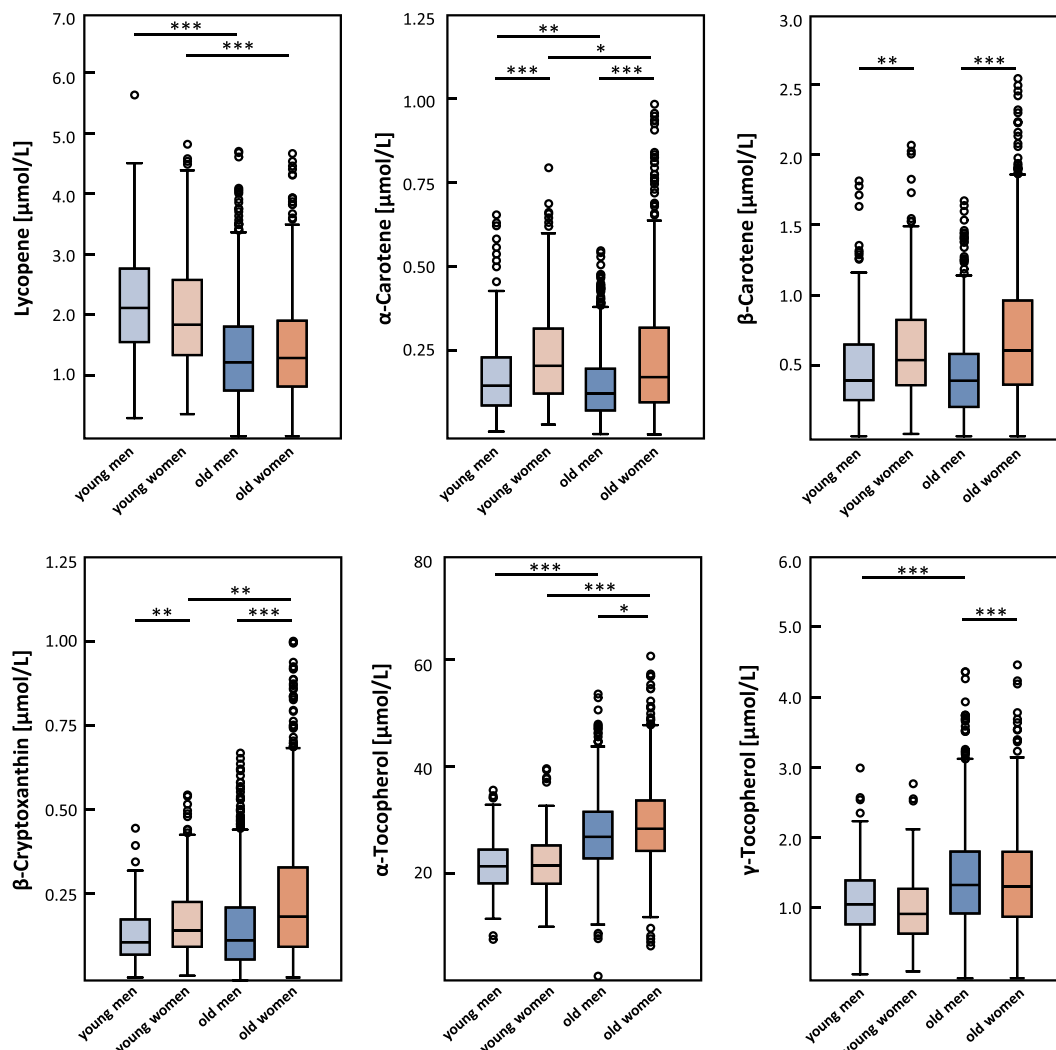 7.0
6.0
5.0
4.0
3.0
2.0
1.0
Lycopene [µmol/L]
***
***
young men
young women
old men
old women
1.25
1.00
0.75
0.50
0.25
α-Carotene [µmol/L]
**
*
***
***
young men
young women
old men
old women
3.0
2.5
2.0
1.5
1.0
0.5
β-Carotene [µmol/L]
**
***
young men
young women
old men
old women
1.25
1.00
0.75
0.50
0.25
β-Cryptoxanthin [µmol/L]
**
**
***
young men
young women
old men
old women
80
60
40
20
α-Tocopherol [µmol/L]
***
***
*
young men
young women
old men
old women
6.0
5.0
4.0
3.0
2.0
1.0
γ-Tocopherol [µmol/L]
***
***
young men
young women
old men
old women